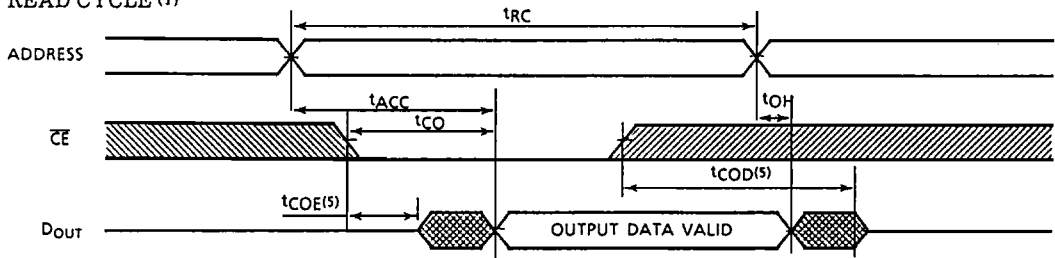 READ CYCLE (1)
tRC
ADDRESS
tACC
tOH
tCO
CE
tCOD(5)
tCOE(5)
DOUT
OUTPUT DATA VALID